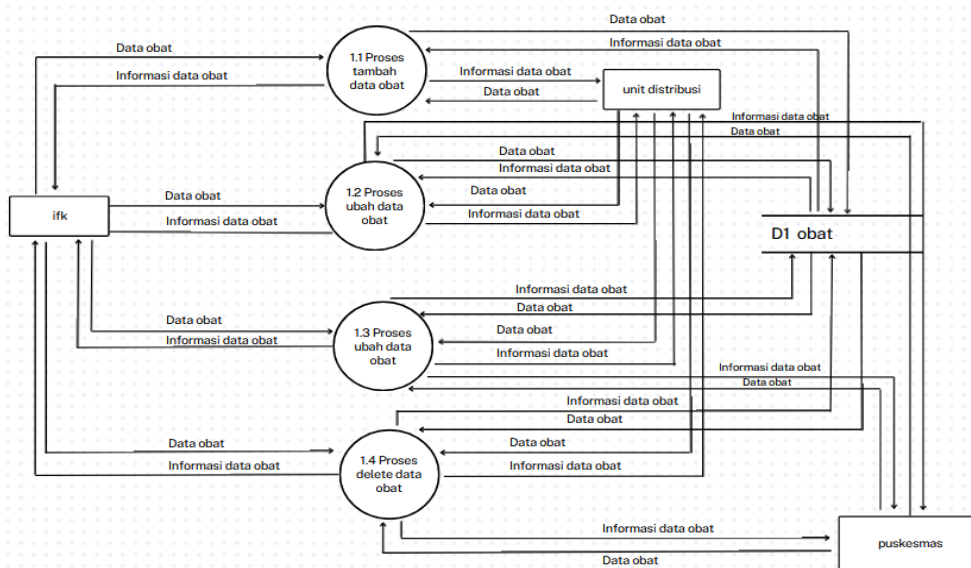 Data obat
Data obat
Informasi data obat
1.1 Proses
tambah
data obat
Informasi data obat
Informasi data obat
Data obat
unit distribusi
Informasi data obat
Data obat
Data obat
Informasi data obat
1.2 Proses
ubah data
obat
Data obat
Data obat
Informasi data obat
Informasi data obat
ifk
D1 obat
Informasi data obat
Data obat
1.3 Proses
ubah data
obat
Data obat
Informasi data obat
Data obat
Informasi data obat
Informasi data obat
Data obat
Informasi data obat
Data obat
1.4 Proses
delete data
obat
Data obat
Informasi data obat
Data obat
Informasi data obat
Informasi data obat
Data obat
puskesmas